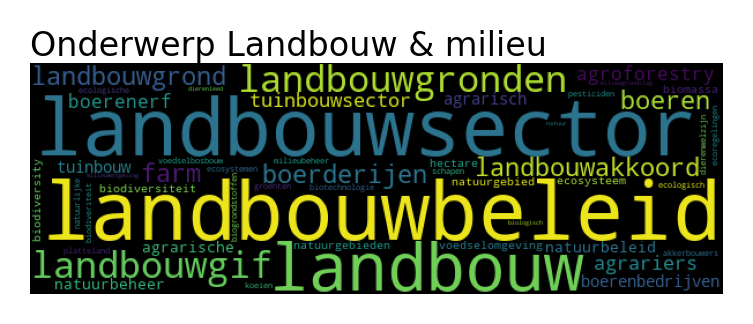 Onderwerp Landbouw & milieu
landbouwgrond
ecologische
dierenleed
landbouwgronden
agroforestry
boerenerf
tuinbouwsector
agrarisch
pesticiden
biomassa
boeren
landbouwsector
natuur
ecoregelingen
dierenwelzijn
voedselbosbouw
milieubeheer
hectare
schapen
landbouwakkoord
tuinbouw
farm
ecosystemen
boerderijen
biodiversity
natuurlijke
biodiveriteit
biodiversiteit
biogrondstoffen
groenten
biotechnologie
natuurgebied
ecosysteem
ecologisch
landbouwbeleid
biologisch
platteland
agrarische
natuurgebieden
voedselomgeving
natuurbeleid
akkerbouwers
landbouwgif
landbouw
agrariers
natuurbeheer
koeien
boerenbedrijven